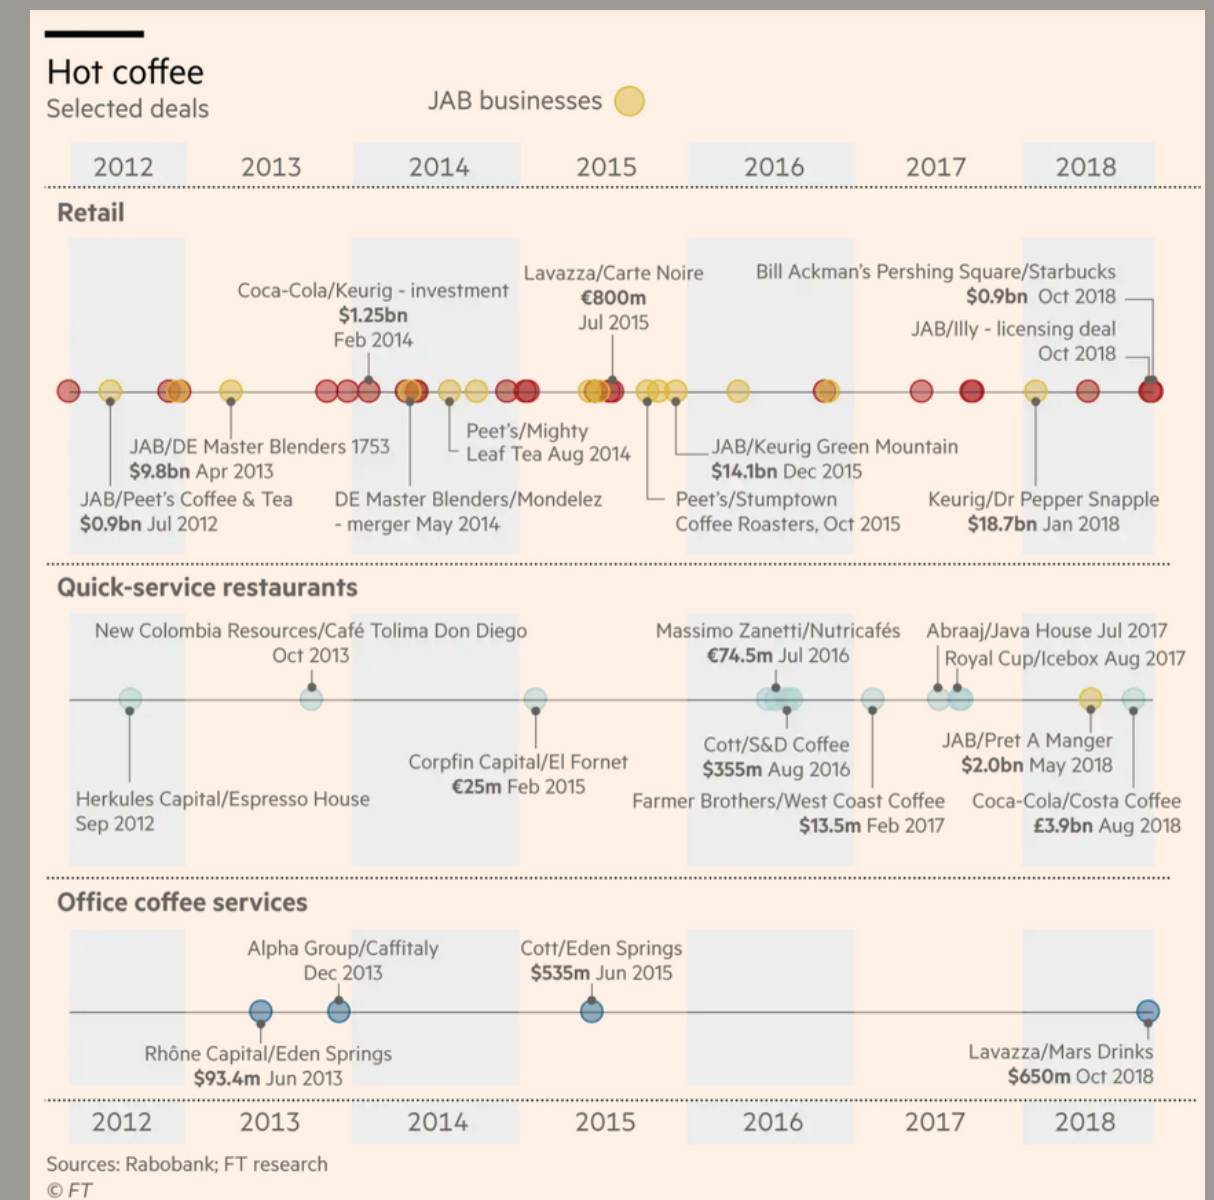 Hot coffee
Selected deals
JAB businesses
2012 2013 2014 2015 2016 2017 2018
Retail
Coca-Cola/Keurig - investment
$1.25bn
Feb 2014
Lavazza/Carte Noire
€800m
Jul 2015
Bill Ackman's Pershing Square/Starbucks
$0.9bn Oct 2018
JAB/Illy - licensing deal
Oct 2018
JAB/DE Master Blenders 1753
$9.8bn Apr 2013
JAB/Peet's Coffee & Tea
$0.9bn Jul 2012
DE Master Blenders/Mondelez
- merger May 2014
Peet's/Mighty
Leaf Tea Aug 2014
JAB/Keurig Green Mountain
$14.1bn Dec 2015
Peet's/Stumptown
Coffee Roasters, Oct 2015
Keurig/Dr Pepper Snapple
$18.7bn Jan 2018
Quick-service restaurants
New Colombia Resources/Café Tolima Don Diego
Oct 2013
Massimo Zanetti/Nutricafés
€74.5m Jul 2016
Abraaj/Java House Jul 2017
Royal Cup/Icebox Aug 2017
Herkules Capital/Espresso House
Sep 2012
Corpfin Capital/El Fornet
€25m Feb 2015
Cott/S&D Coffee
$355m Aug 2016
Farmer Brothers/West Coast Coffee
$13.5m Feb 2017
JAB/Pret A Manger
$2.0bn May 2018
Coca-Cola/Costa Coffee
£3.9bn Aug 2018
Office coffee services
Alpha Group/Caffitaly
Dec 2013
Cott/Eden Springs
$535m Jun 2015
Rhône Capital/Eden Springs
$93.4m Jun 2013
Lavazza/Mars Drinks
$650m Oct 2018
2012 2013 2014 2015 2016 2017 2018
Sources: Rabobank; FT research
© FT